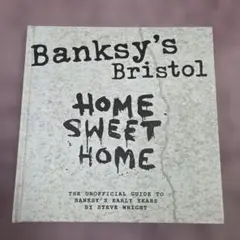 Banksy's
Bristol
HOME
SWEET
HOME
THE UNOFFICIAL GUIDE TO
BANKSY'S EARLY YEARS
BY STEVE WRIGHT